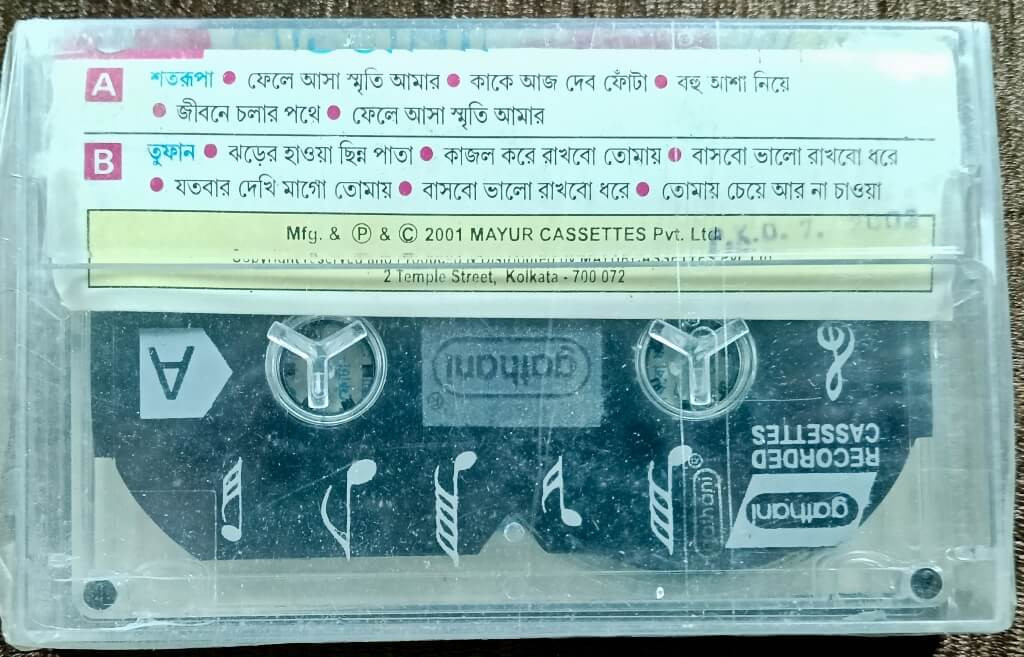 A শতরূপা • ফেলে আসা স্মৃতি আমার • কাকে আজ দেব ফোঁটা • বহু আশা নিয়ে
• জীবনে চলার পথে • ফেলে আসা স্মৃতি আমার
B তুফান • ঝড়ের হাওয়া ছিন্ন পাতা • কাজল করে রাখবো তোমায় • বাসবো ভালো রাখবো ধরে
• যতবার দেখি মাগো তোমায় • বাসবো ভালো রাখবো ধরে • তোমায় চেয়ে আর না চাওয়া
Mfg. & Ⓟ & © 2001 MAYUR CASSETTES Pvt. Ltd.
2 Temple Street, Kolkata - 700 072
A
gathani®
RECORDED
CASSETTES
gathani
gathani